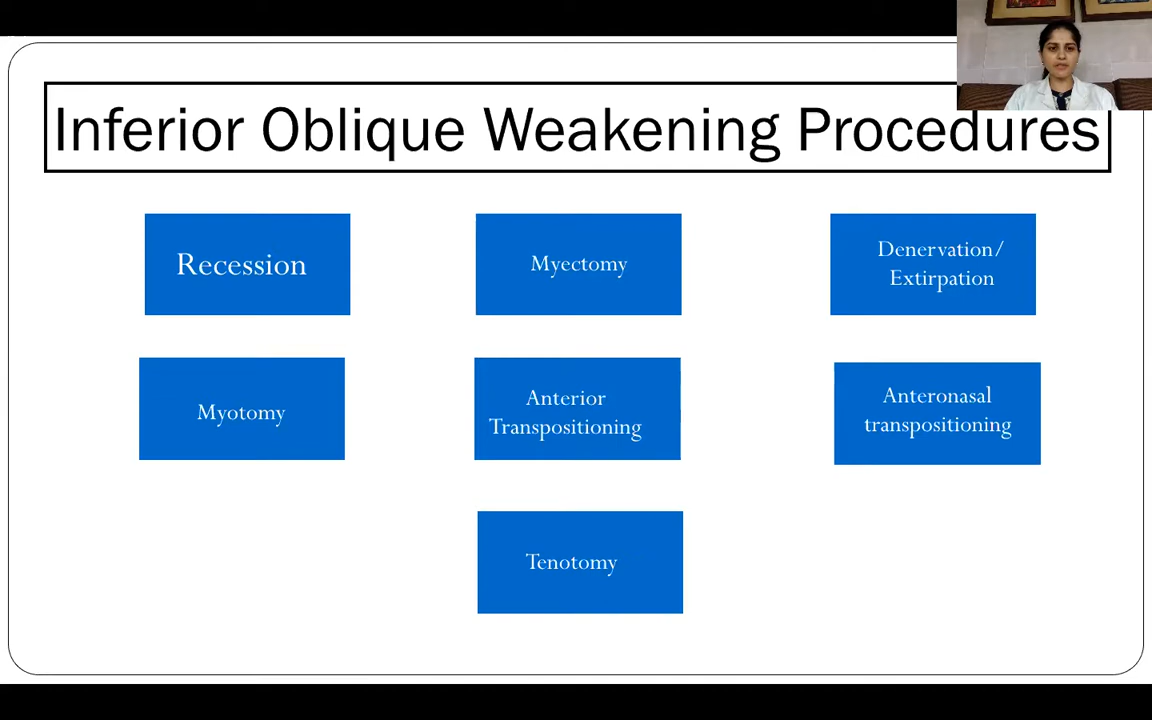 Inferior Oblique Weakening Procedures
Recession
Myectomy
Denervation/
Extirpation
Myotomy
Anterior
Transpositioning
Anteronasal
transpositioning
Tenotomy